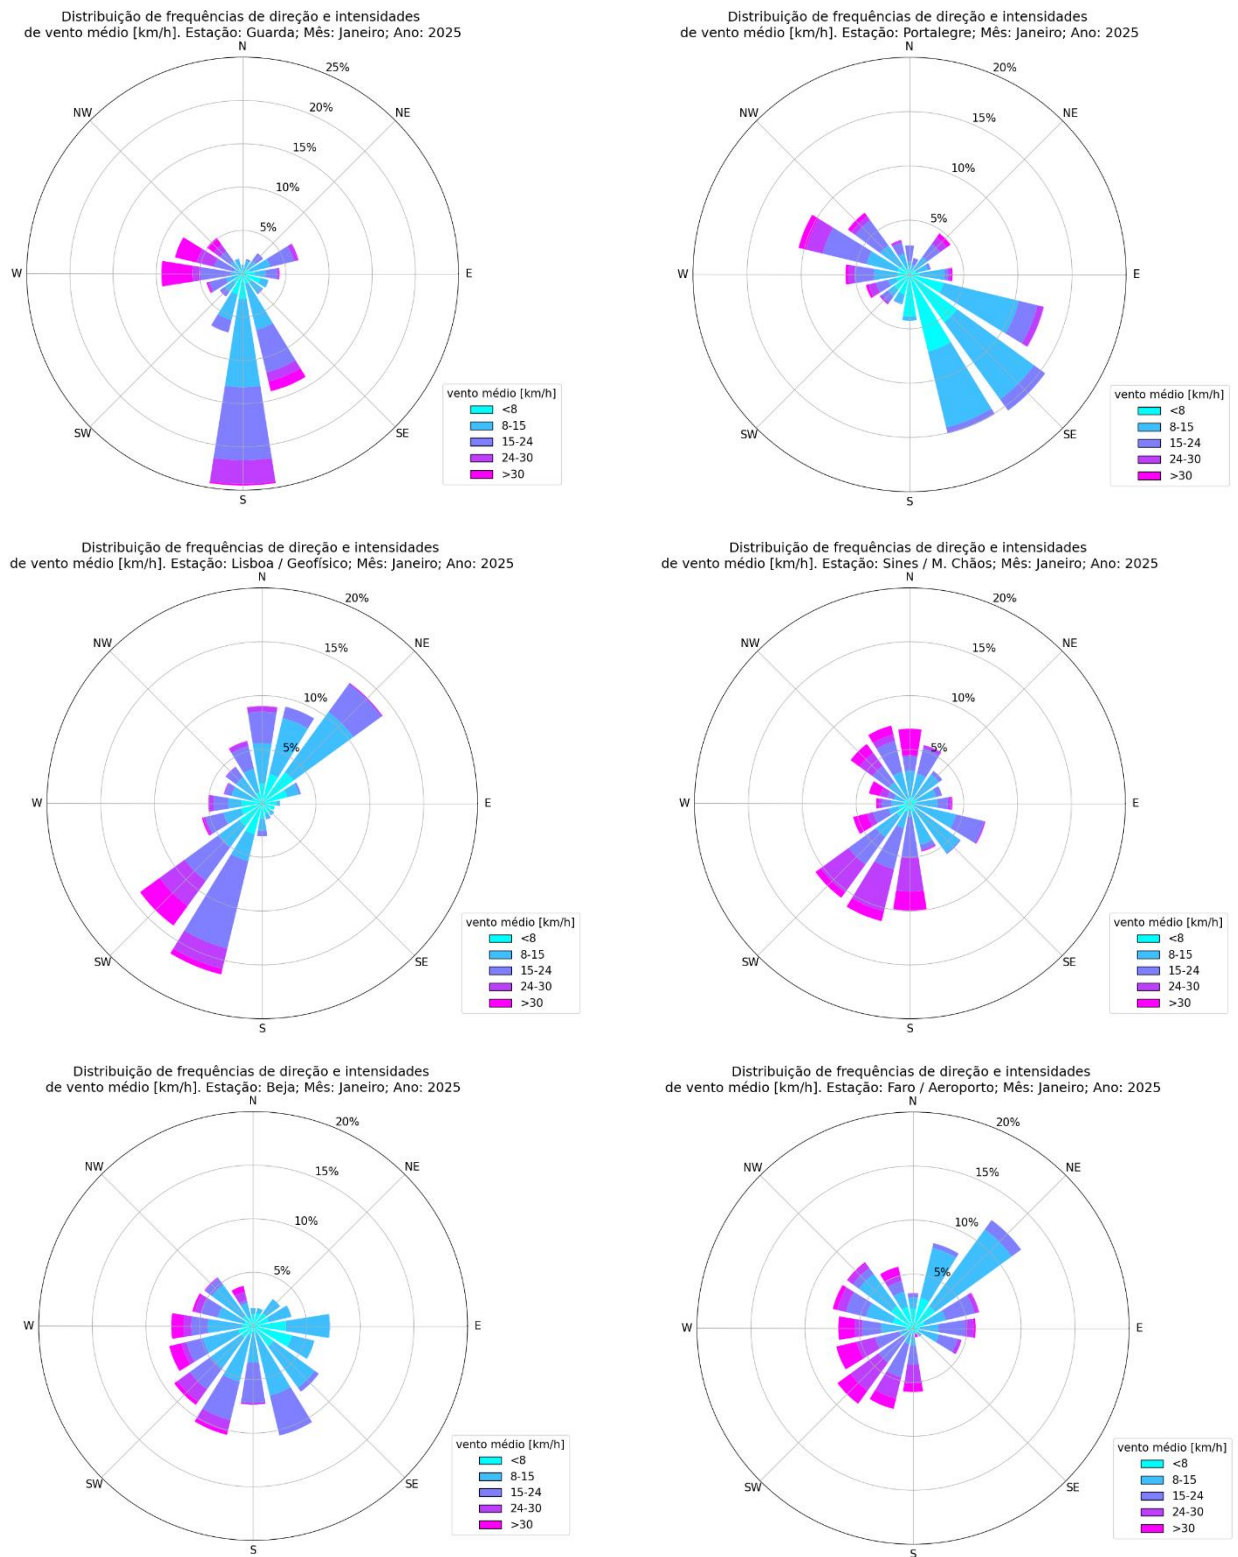 Distribuição de frequências de direção e intensidades
de vento médio [km/h]. Estação: Guarda; Mês: Janeiro; Ano: 2025
N
25%
20%
15%
10%
5%
NW
NE
W
E
SW
SE
S
vento médio [km/h]
<8
8-15
15-24
24-30
>30
Distribuição de frequências de direção e intensidades
de vento médio [km/h]. Estação: Portalegre; Mês: Janeiro; Ano: 2025
N
20%
15%
10%
5%
NW
NE
W
E
SW
SE
S
vento médio [km/h]
<8
8-15
15-24
24-30
>30
Distribuição de frequências de direção e intensidades
de vento médio [km/h]. Estação: Lisboa / Geofísico; Mês: Janeiro; Ano: 2025
N
20%
15%
10%
5%
NW
NE
W
E
SW
SE
S
vento médio [km/h]
<8
8-15
15-24
24-30
>30
Distribuição de frequências de direção e intensidades
de vento médio [km/h]. Estação: Sines / M. Chãos; Mês: Janeiro; Ano: 2025
N
20%
15%
10%
5%
NW
NE
W
E
SW
SE
S
vento médio [km/h]
<8
8-15
15-24
24-30
>30
Distribuição de frequências de direção e intensidades
de vento médio [km/h]. Estação: Beja; Mês: Janeiro; Ano: 2025
N
20%
15%
10%
5%
NW
NE
W
E
SW
SE
S
vento médio [km/h]
<8
8-15
15-24
24-30
>30
Distribuição de frequências de direção e intensidades
de vento médio [km/h]. Estação: Faro / Aeroporto; Mês: Janeiro; Ano: 2025
N
20%
15%
10%
5%
NW
NE
W
E
SW
SE
S
vento médio [km/h]
<8
8-15
15-24
24-30
>30